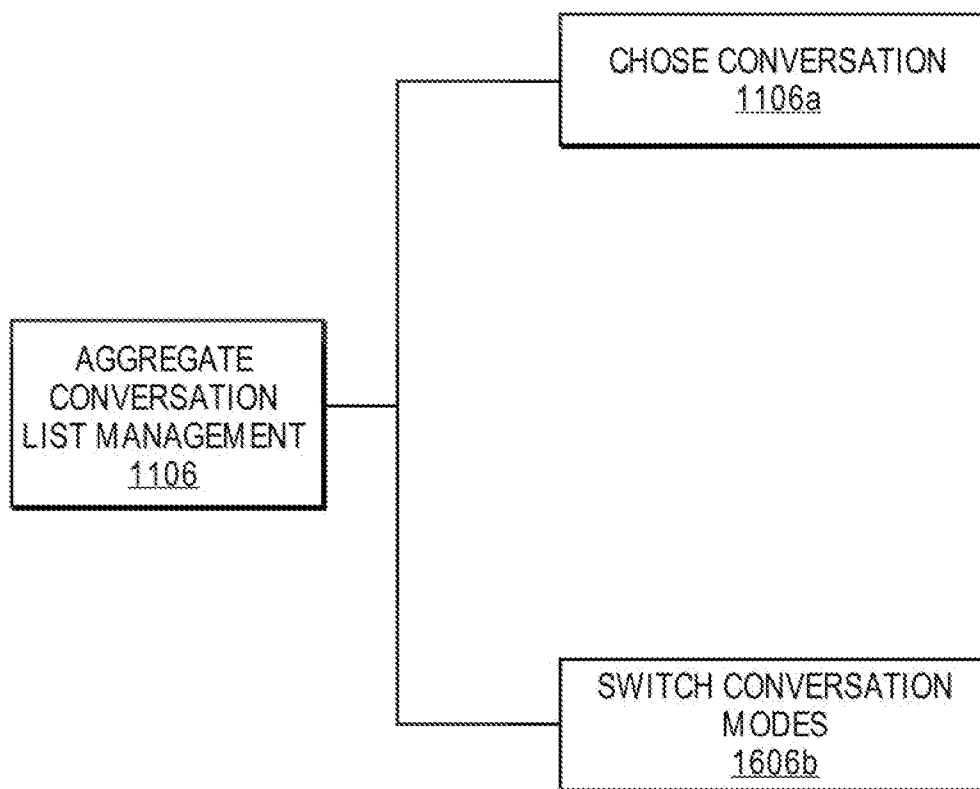 CHOSE CONVERSATION
1106a
AGGREGATE
CONVERSATION
LIST MANAGEMENT
1106
SWITCH CONVERSATION
MODES
1606b